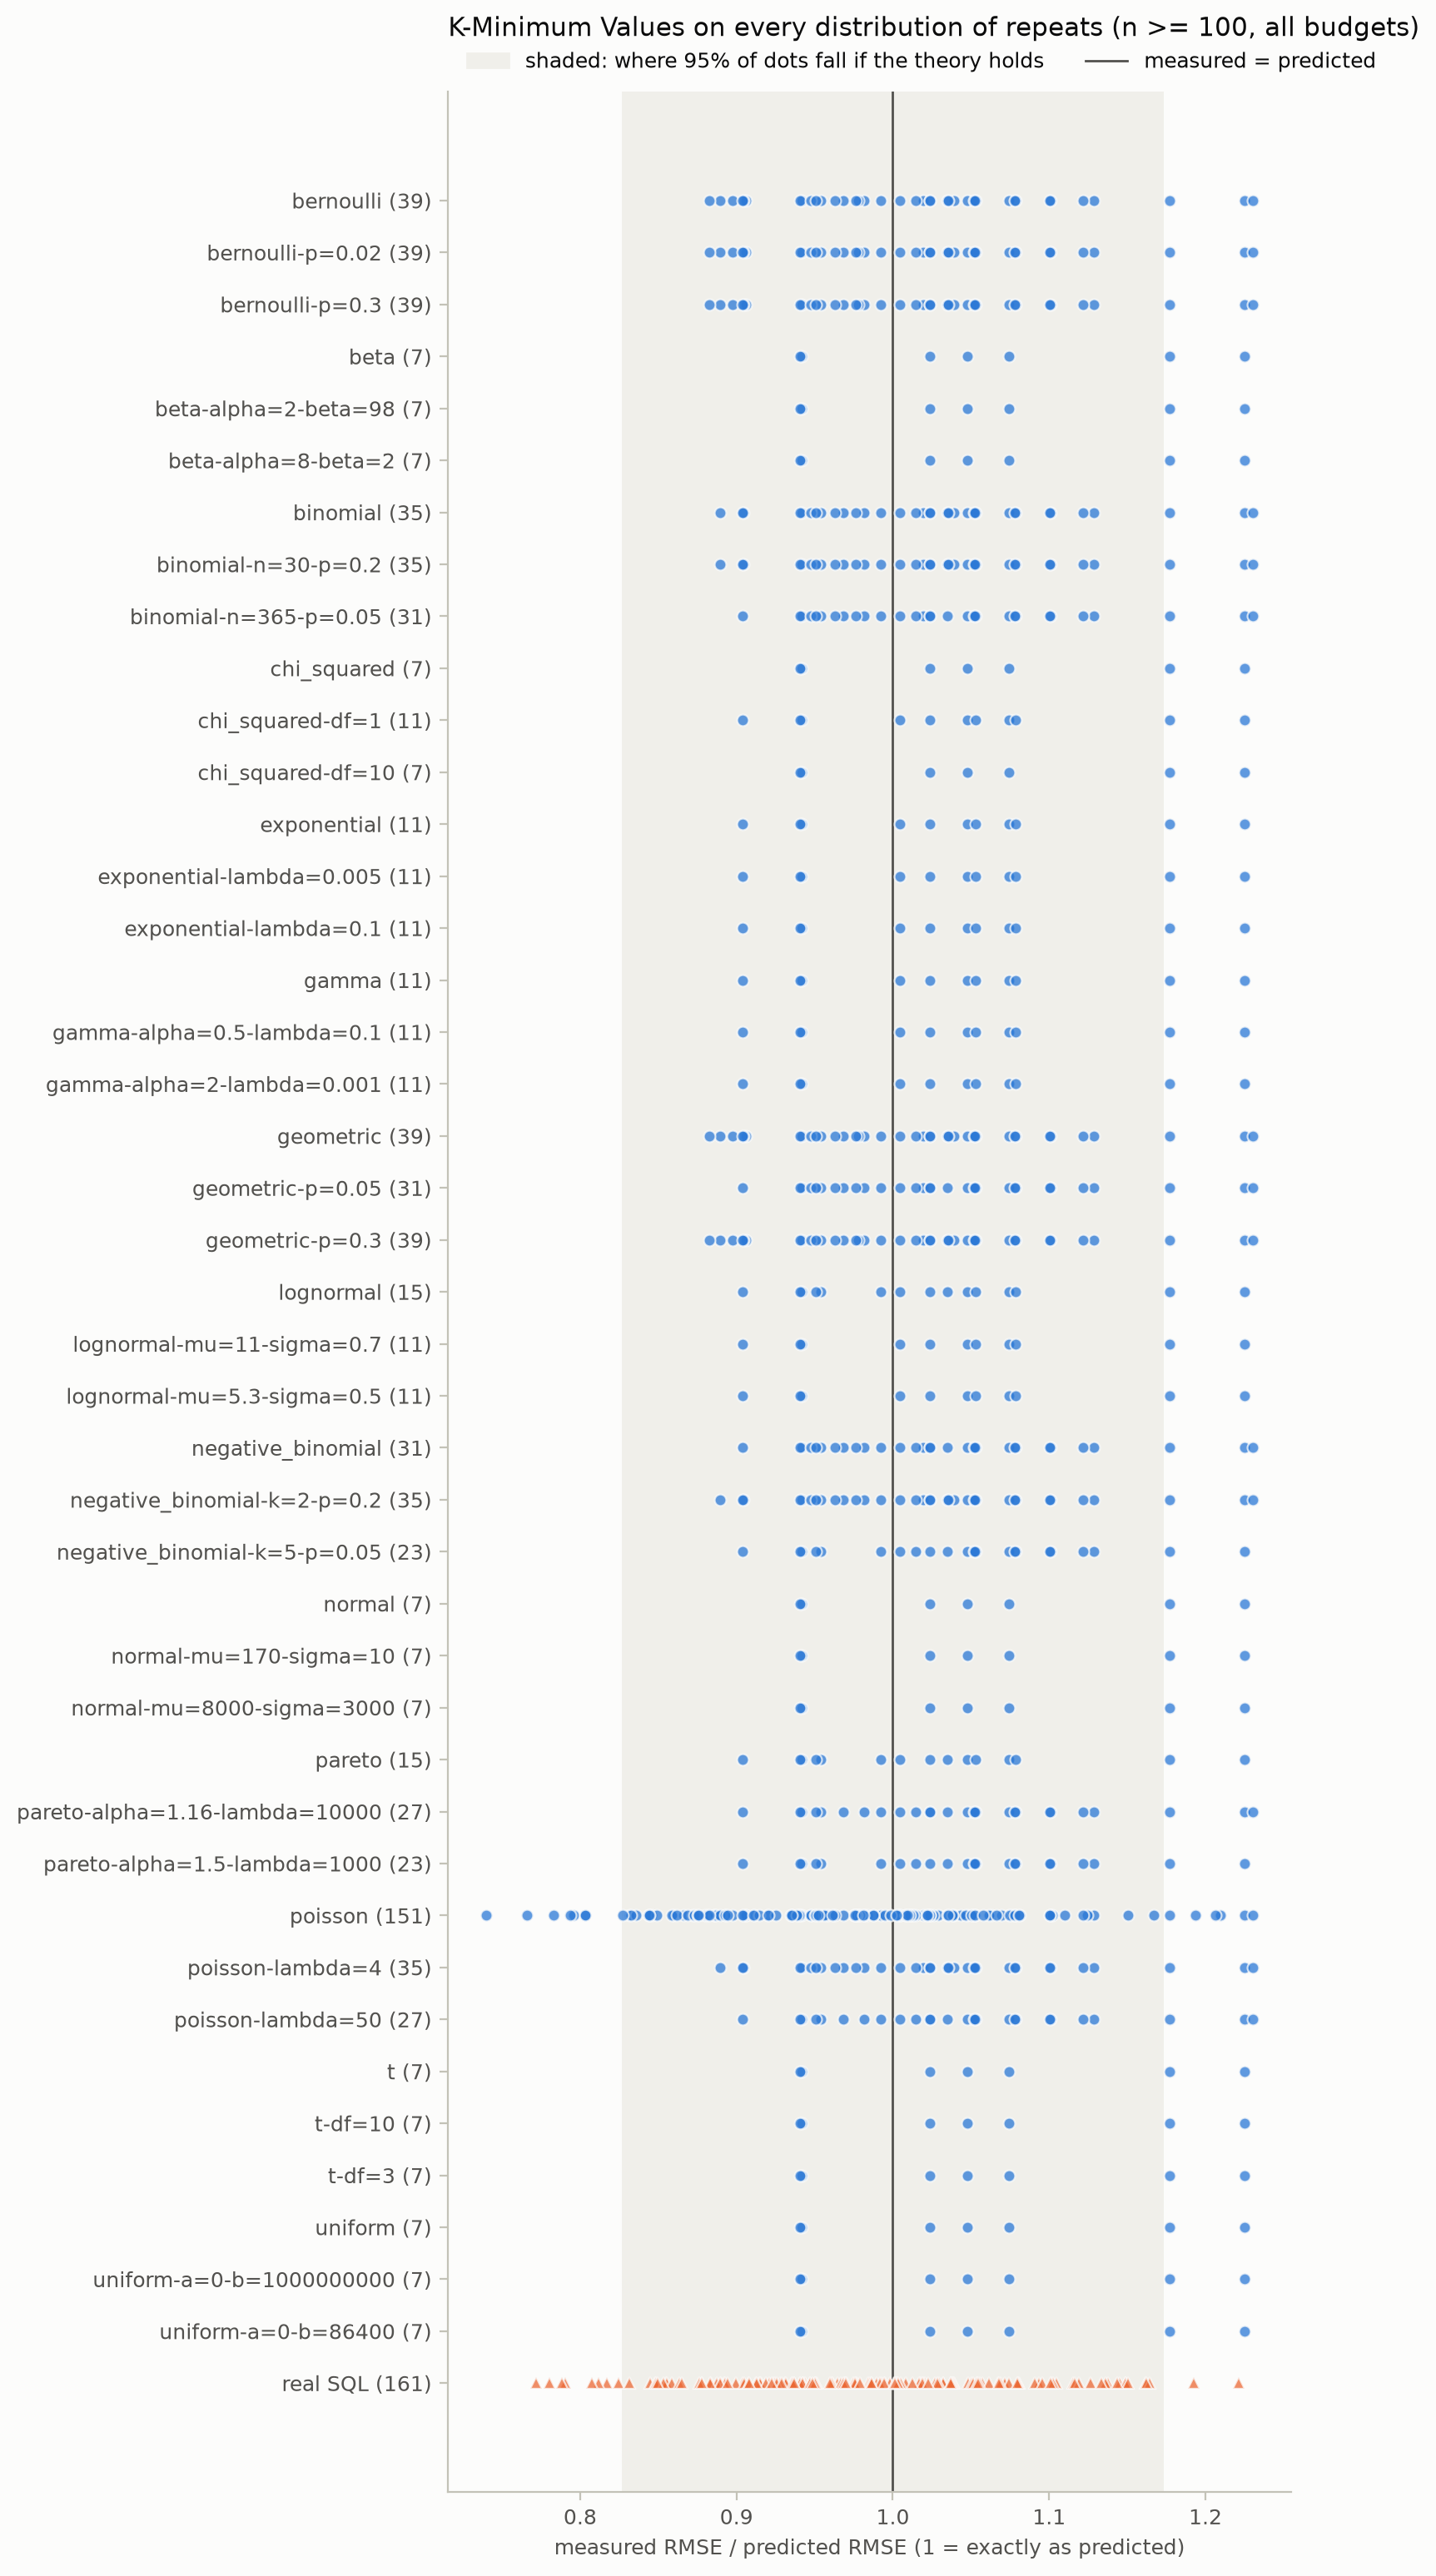 K-Minimum Values on every distribution of repeats (n >= 100, all budgets)
shaded: where 95% of dots fall if the theory holds
measured = predicted
bernoulli (39)
bernoulli-p=0.02 (39)
bernoulli-p=0.3 (39)
beta (7)
beta-alpha=2-beta=98 (7)
beta-alpha=8-beta=2 (7)
binomial (35)
binomial-n=30-p=0.2 (35)
binomial-n=365-p=0.05 (31)
chi_squared (7)
chi_squared-df=1 (11)
chi_squared-df=10 (7)
exponential (11)
exponential-lambda=0.005 (11)
exponential-lambda=0.1 (11)
gamma (11)
gamma-alpha=0.5-lambda=0.1 (11)
gamma-alpha=2-lambda=0.001 (11)
geometric (39)
geometric-p=0.05 (31)
geometric-p=0.3 (39)
lognormal (15)
lognormal-mu=11-sigma=0.7 (11)
lognormal-mu=5.3-sigma=0.5 (11)
negative_binomial (31)
negative_binomial-k=2-p=0.2 (35)
negative_binomial-k=5-p=0.05 (23)
normal (7)
normal-mu=170-sigma=10 (7)
normal-mu=8000-sigma=3000 (7)
pareto (15)
pareto-alpha=1.16-lambda=10000 (27)
pareto-alpha=1.5-lambda=1000 (23)
poisson (151)
poisson-lambda=4 (35)
poisson-lambda=50 (27)
t (7)
t-df=10 (7)
t-df=3 (7)
uniform (7)
uniform-a=0-b=1000000000 (7)
uniform-a=0-b=86400 (7)
real SQL (161)
0.8 0.9 1.0 1.1 1.2
measured RMSE / predicted RMSE (1 = exactly as predicted)